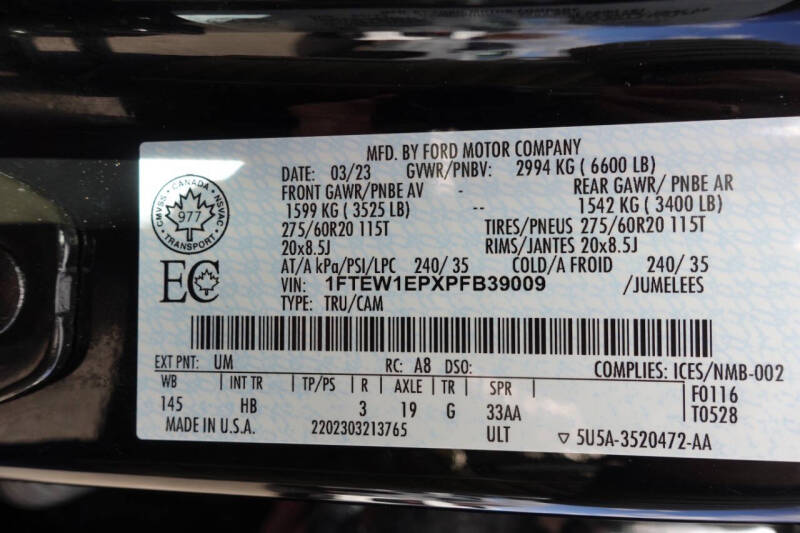 MFD. BY FORD MOTOR COMPANY
DATE: 03/23 GVWR/PNBV: 2994 KG ( 6600 LB)
FRONT GAWR/PNBE AV - REAR GAWR/ PNBE AR
1599 KG ( 3525 LB) -- 1542 KG ( 3400 LB)
275/60R20 115T TIRES/PNEUS 275/60R20 115T
20x8.5J RIMS/JANTES 20x8.5J
AT/A kPa/PSI/LPC 240/ 35 COLD/A FROID 240/ 35
VIN: 1FTEW1EPXPFB39009 /JUMELEES
TYPE: TRU/CAM
CMVSS · CANADA · NSVAC
977
· TRANSPORT ·
EC
EXT PNT: UM RC: A8 DSO: COMPLIES: ICES/NMB-002
WB INT TR TP/PS R AXLE TR SPR F0116
145 HB 3 19 G 33AA T0528
MADE IN U.S.A. 2202303213765 ULT ▽ 5U5A-3520472-AA